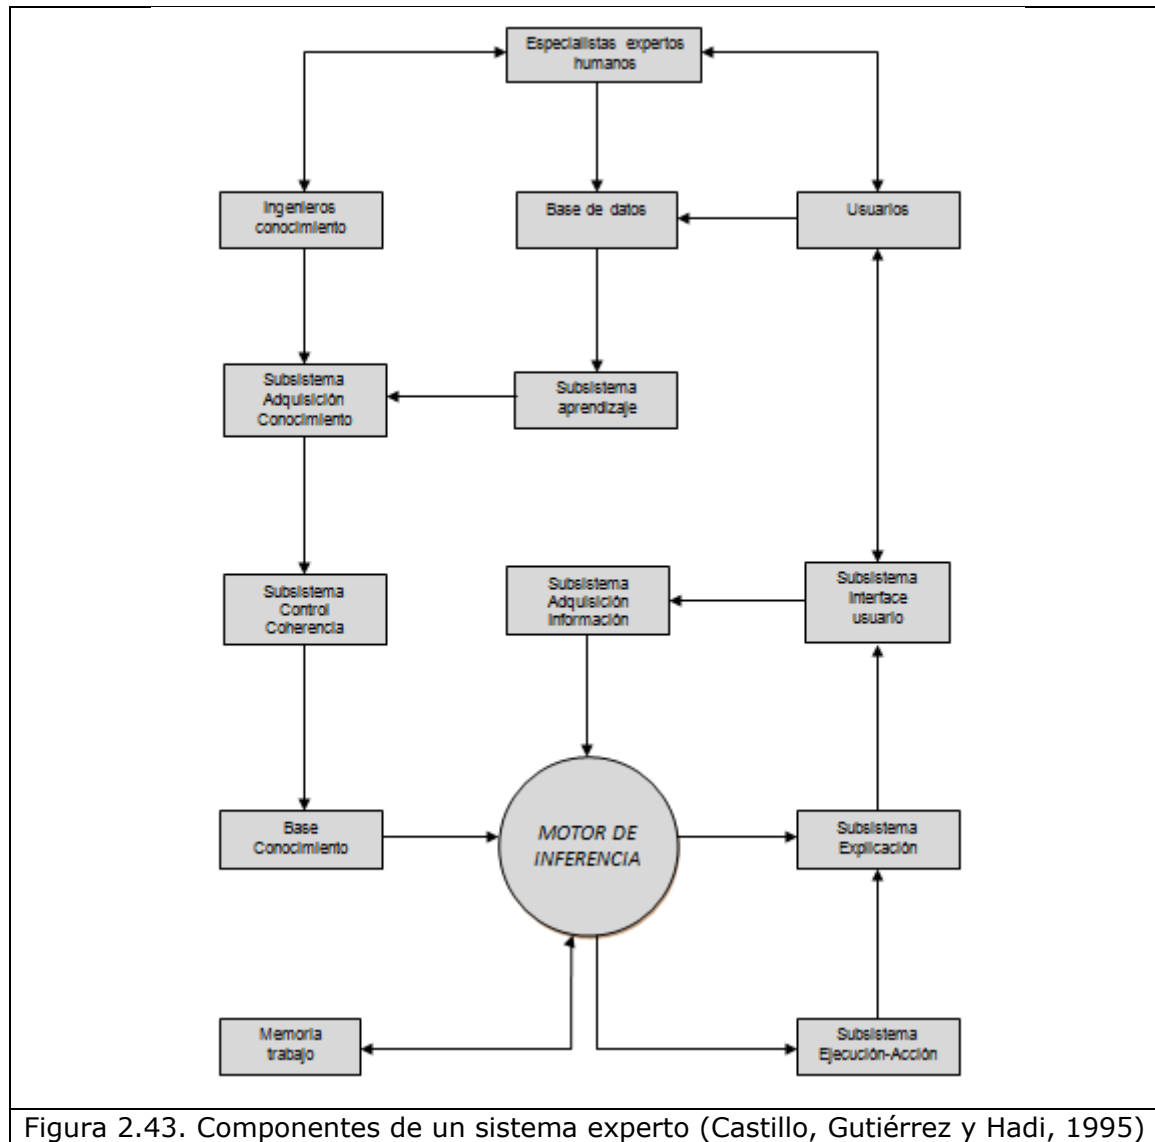 Especialistas expertos
humanos
Ingenieros
conocimiento
Base de datos
Usuarios
Subsistema
Adquisición
Conocimiento
Subsistema
aprendizaje
Subsistema
Control
Coherencia
Subsistema
Adquisición
Información
Subsistema
Interface
usuario
Base
Conocimiento
MOTOR DE
INFERENCIA
Subsistema
Explicación
Memoria
trabajo
Subsistema
Ejecución-Acción
Figura 2.43. Componentes de un sistema experto (Castillo, Gutiérrez y Hadi, 1995)